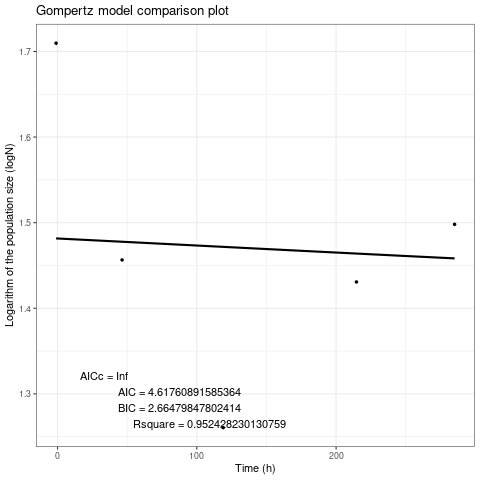 Gompertz model comparison plot
Logarithm of the population size (logN)
1.7
1.6
1.5
1.4
1.3
AICc = Inf
AIC = 4.61760891585364
BIC = 2.66479847802414
Rsquare = 0.952428230130759
0 100 200
Time (h)